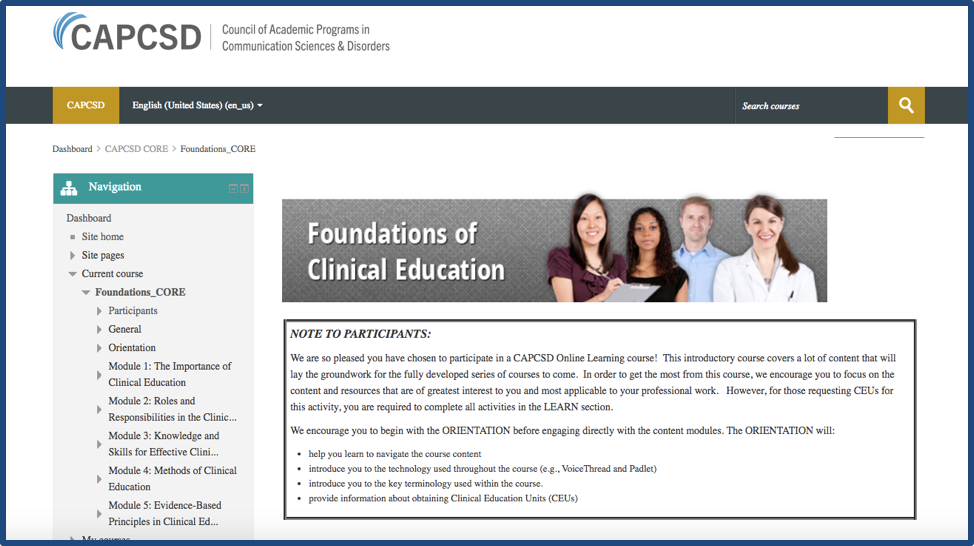 CAPCSD
Council of Academic Programs in
Communication Sciences & Disorders
CAPCSD
English (United States) (en_us)
Search courses
Dashboard > CAPCSD CORE > Foundations_CORE
Navigation
Dashboard
Site home
Site pages
Current course
Foundations_CORE
Participants
General
Orientation
Module 1: The Importance of
Clinical Education
Module 2: Roles and
Responsibilities in the Clinic...
Module 3: Knowledge and
Skills for Effective Clini...
Module 4: Methods of Clinical
Education
Module 5: Evidence-Based
Principles in Clinical Ed...
My courses
Foundations of
Clinical Education
NOTE TO PARTICIPANTS:
We are so pleased you have chosen to participate in a CAPCSD Online Learning course! This introductory course covers a lot of content that will
lay the groundwork for the fully developed series of courses to come. In order to get the most from this course, we encourage you to focus on the
content and resources that are of greatest interest to you and most applicable to your professional work. However, for those requesting CEUs for
this activity, you are required to complete all activities in the LEARN section.
We encourage you to begin with the ORIENTATION before engaging directly with the content modules. The ORIENTATION will:
• help you learn to navigate the course content
• introduce you to the technology used throughout the course (e.g., VoiceThread and Padlet)
• introduce you to the key terminology used within the course.
• provide information about obtaining Clinical Education Units (CEUs)